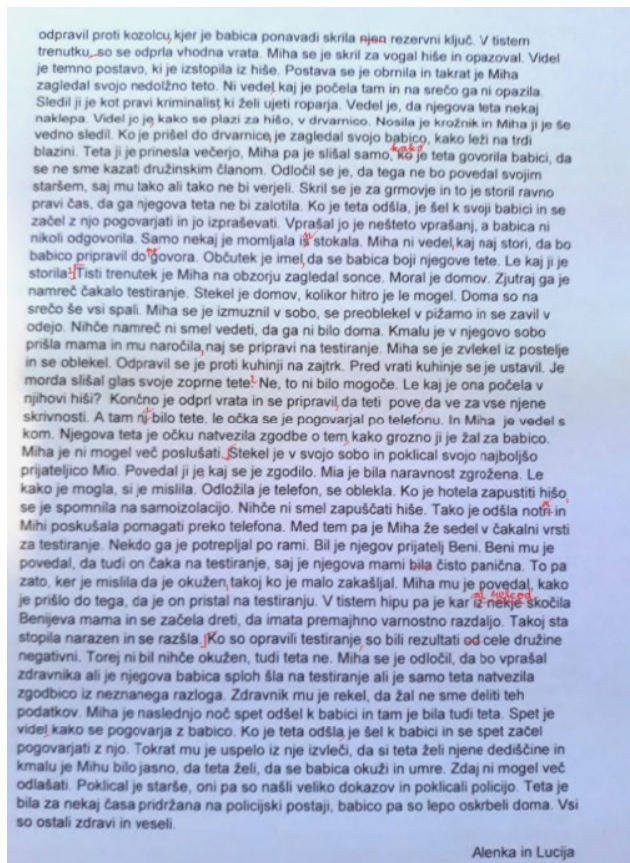 odpravil proti kozolcu, kjer je babica ponavadi skrila njen rezervni ključ. V tistem
trenutku, so se odprla vhodna vrata. Miha se je skril za vogal hiše in opazoval. Videl
je temno postavo, ki je izstopila iz hiše. Postava se je obrnila in takrat je Miha
zagledal svojo nedolžno teto. Ni vedel kaj je počela tam in na srečo ga ni opazila.
Sledil ji je kot pravi kriminalist, ki želi ujeti roparja. Vedel je, da njegova teta nekaj
naklepa. Videl jo je, kako se plazi za hišo, v drvarnico. Nosila je krožnik in Miha ji je še
vedno sledil. Ko je prišel do drvarnice, je zagledal svojo babico, kako leži na trdi
kako
blazini. Teta ji je prinesla večerjo, Miha pa je slišal samo, ko je teta govorila babici, da
se ne sme kazati družinskim članom. Odločil se je, da tega ne bo povedal svojim
staršem, saj mu tako ali tako ne bi verjeli. Skril se je za grmovje in to je storil ravno
pravi čas, da ga njegova teta ne bi zalotila. Ko je teta odšla, je šel k svoji babici in se
začel z njo pogovarjati in jo izpraševati. Vprašal jo je nešteto vprašanj, a babica ni
nikoli odgovorila. Samo nekaj je momljala iš stokala. Miha ni vedel, kaj naj stori, da bo
babico pripravil do govora. Občutek je imel, da se babica boji njegove tete. Le kaj ji je
storila? Tisti trenutek je Miha na obzorju zagledal sonce. Moral je domov. Zjutraj ga je
namreč čakalo testiranje. Stekel je domov, kolikor hitro je le mogel. Doma so na
srečo še vsi spali. Miha se je izmuznil v sobo, se preoblekel v pižamo in se zavil v
odejo. Nihče namreč ni smel vedeti, da ga ni bilo doma. Kmalu je v njegovo sobo
prišla mama in mu naročila, naj se pripravi na testiranje. Miha se je zvlekel iz postelje
in se oblekel. Odpravil se je proti kuhinji na zajtrk. Pred vrati kuhinje se je ustavil. Je
morda slišal glas svoje zoprne tete? Ne, to ni bilo mogoče. Le kaj je ona počela v
njihovi hiši? Končno je odprl vrata in se pripravil, da teti pove, da ve za vse njene
skrivnosti. A tam ni bilo tete, le očka se je pogovarjal po telefonu. In Miha je vedel s
kom. Njegova teta je očku natvezila zgodbe o tem, kako grozno ji je žal za babico.
Miha je ni mogel več poslušati. Stekel je v svojo sobo in poklical svojo najboljšo
prijateljico Mio. Povedal ji je, kaj se je zgodilo. Mia je bila naravnost zgrožena. Le
kako je mogla, si je mislila. Odložila je telefon, se oblekla. Ko je hotela zapustiti hišo,
se je spomnila na samoizolacijo. Nihče ni smel zapuščati hiše. Tako je odšla notri in
Mihi poskušala pomagati preko telefona. Med tem pa je Miha že sedel v čakalni vrsti
za testiranje. Nekdo ga je potrepljal po rami. Bil je njegov prijatelj Beni. Beni mu je
povedal, da tudi on čaka na testiranje, saj je njegova mami bila čisto panična. To pa
zato, ker je mislila da je okužen, takoj ko je malo zakašljal. Miha mu je povedal, kako
je prišlo do tega, da je on pristal na testiranju. V tistem hipu pa je kar iz nekje skočila
Benijeva mama in se začela dreti, da imata premajhno varnostno razdaljo. Takoj sta
stopila narazen in se razšla. Ko so opravili testiranje, so bili rezultati od cele družine
negativni. Torej ni bil nihče okužen, tudi teta ne. Miha se je odločil, da bo vprašal
zdravnika ali je njegova babica sploh šla na testiranje ali je samo teta natvezila
zgodbico iz neznanega razloga. Zdravnik mu je rekel, da žal ne sme deliti teh
podatkov. Miha je naslednjo noč spet odšel k babici in tam je bila tudi teta. Spet je
videl, kako se pogovarja z babico. Ko je teta odšla, je šel k babici in se spet začel
pogovarjati z njo. Tokrat mu je uspelo iz nje izvleči, da si teta želi njene dediščine in
kmalu je Mihu bilo jasno, da teta želi, da se babica okuži in umre. Zdaj ni mogel več
odlašati. Poklical je starše, oni pa so našli veliko dokazov in poklicali policijo. Teta je
bila za nekaj časa pridržana na policijski postaji, babico pa so lepo oskrbeli doma. Vsi
so ostali zdravi in veseli.
Alenka in Lucija